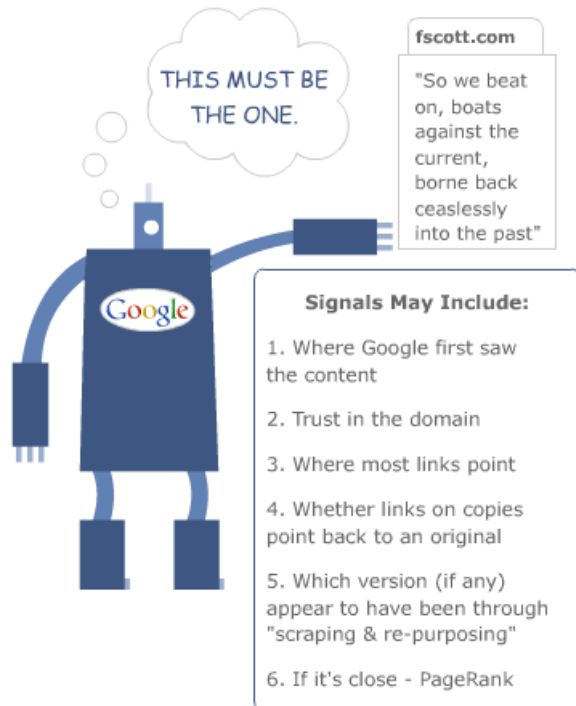 THIS MUST BE
THE ONE.
fscott.com
"So we beat
on, boats
against the
current,
borne back
ceaslessly
into the past"
Google
Signals May Include:
1. Where Google first saw
the content
2. Trust in the domain
3. Where most links point
4. Whether links on copies
point back to an original
5. Which version (if any)
appear to have been through
"scraping & re-purposing"
6. If it's close - PageRank